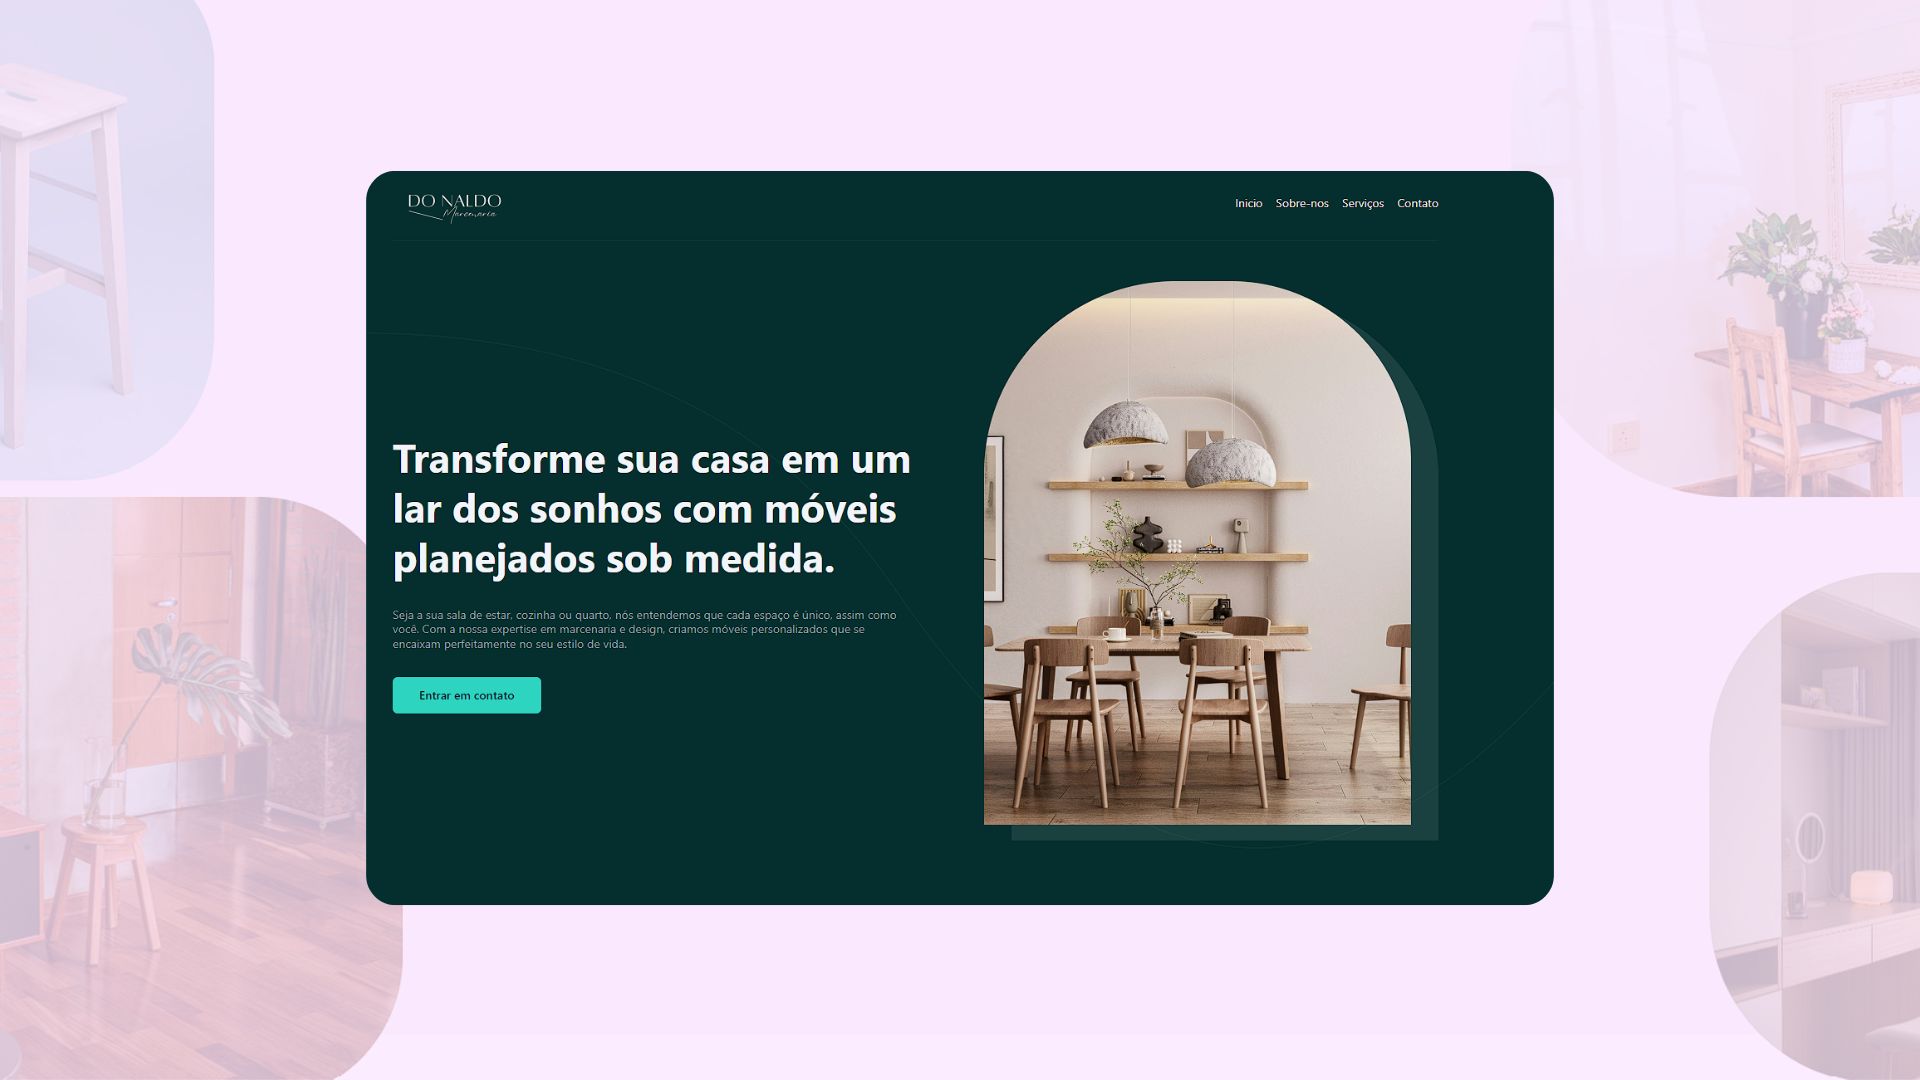 DO NALDO
Marcenaria
Inicio Sobre-nos Serviços Contato
Transforme sua casa em um
lar dos sonhos com móveis
planejados sob medida.
Seja a sua sala de estar, cozinha ou quarto, nós entendemos que cada espaço é único, assim como
você. Com a nossa expertise em marcenaria e design, criamos móveis personalizados que se
encaixam perfeitamente no seu estilo de vida.
Entrar em contato